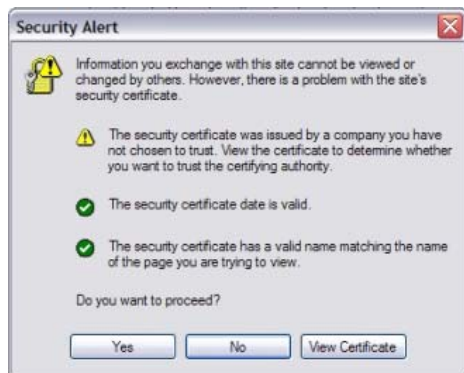 Security Alert
Information you exchange with this site cannot be viewed or
changed by others. However, there is a problem with the site's
security certificate.
The security certificate was issued by a company you have
not chosen to trust. View the certificate to determine whether
you want to trust the certifying authority.
The security certificate date is valid.
The security certificate has a valid name matching the name
of the page you are trying to view.
Do you want to proceed?
Yes No View Certificate